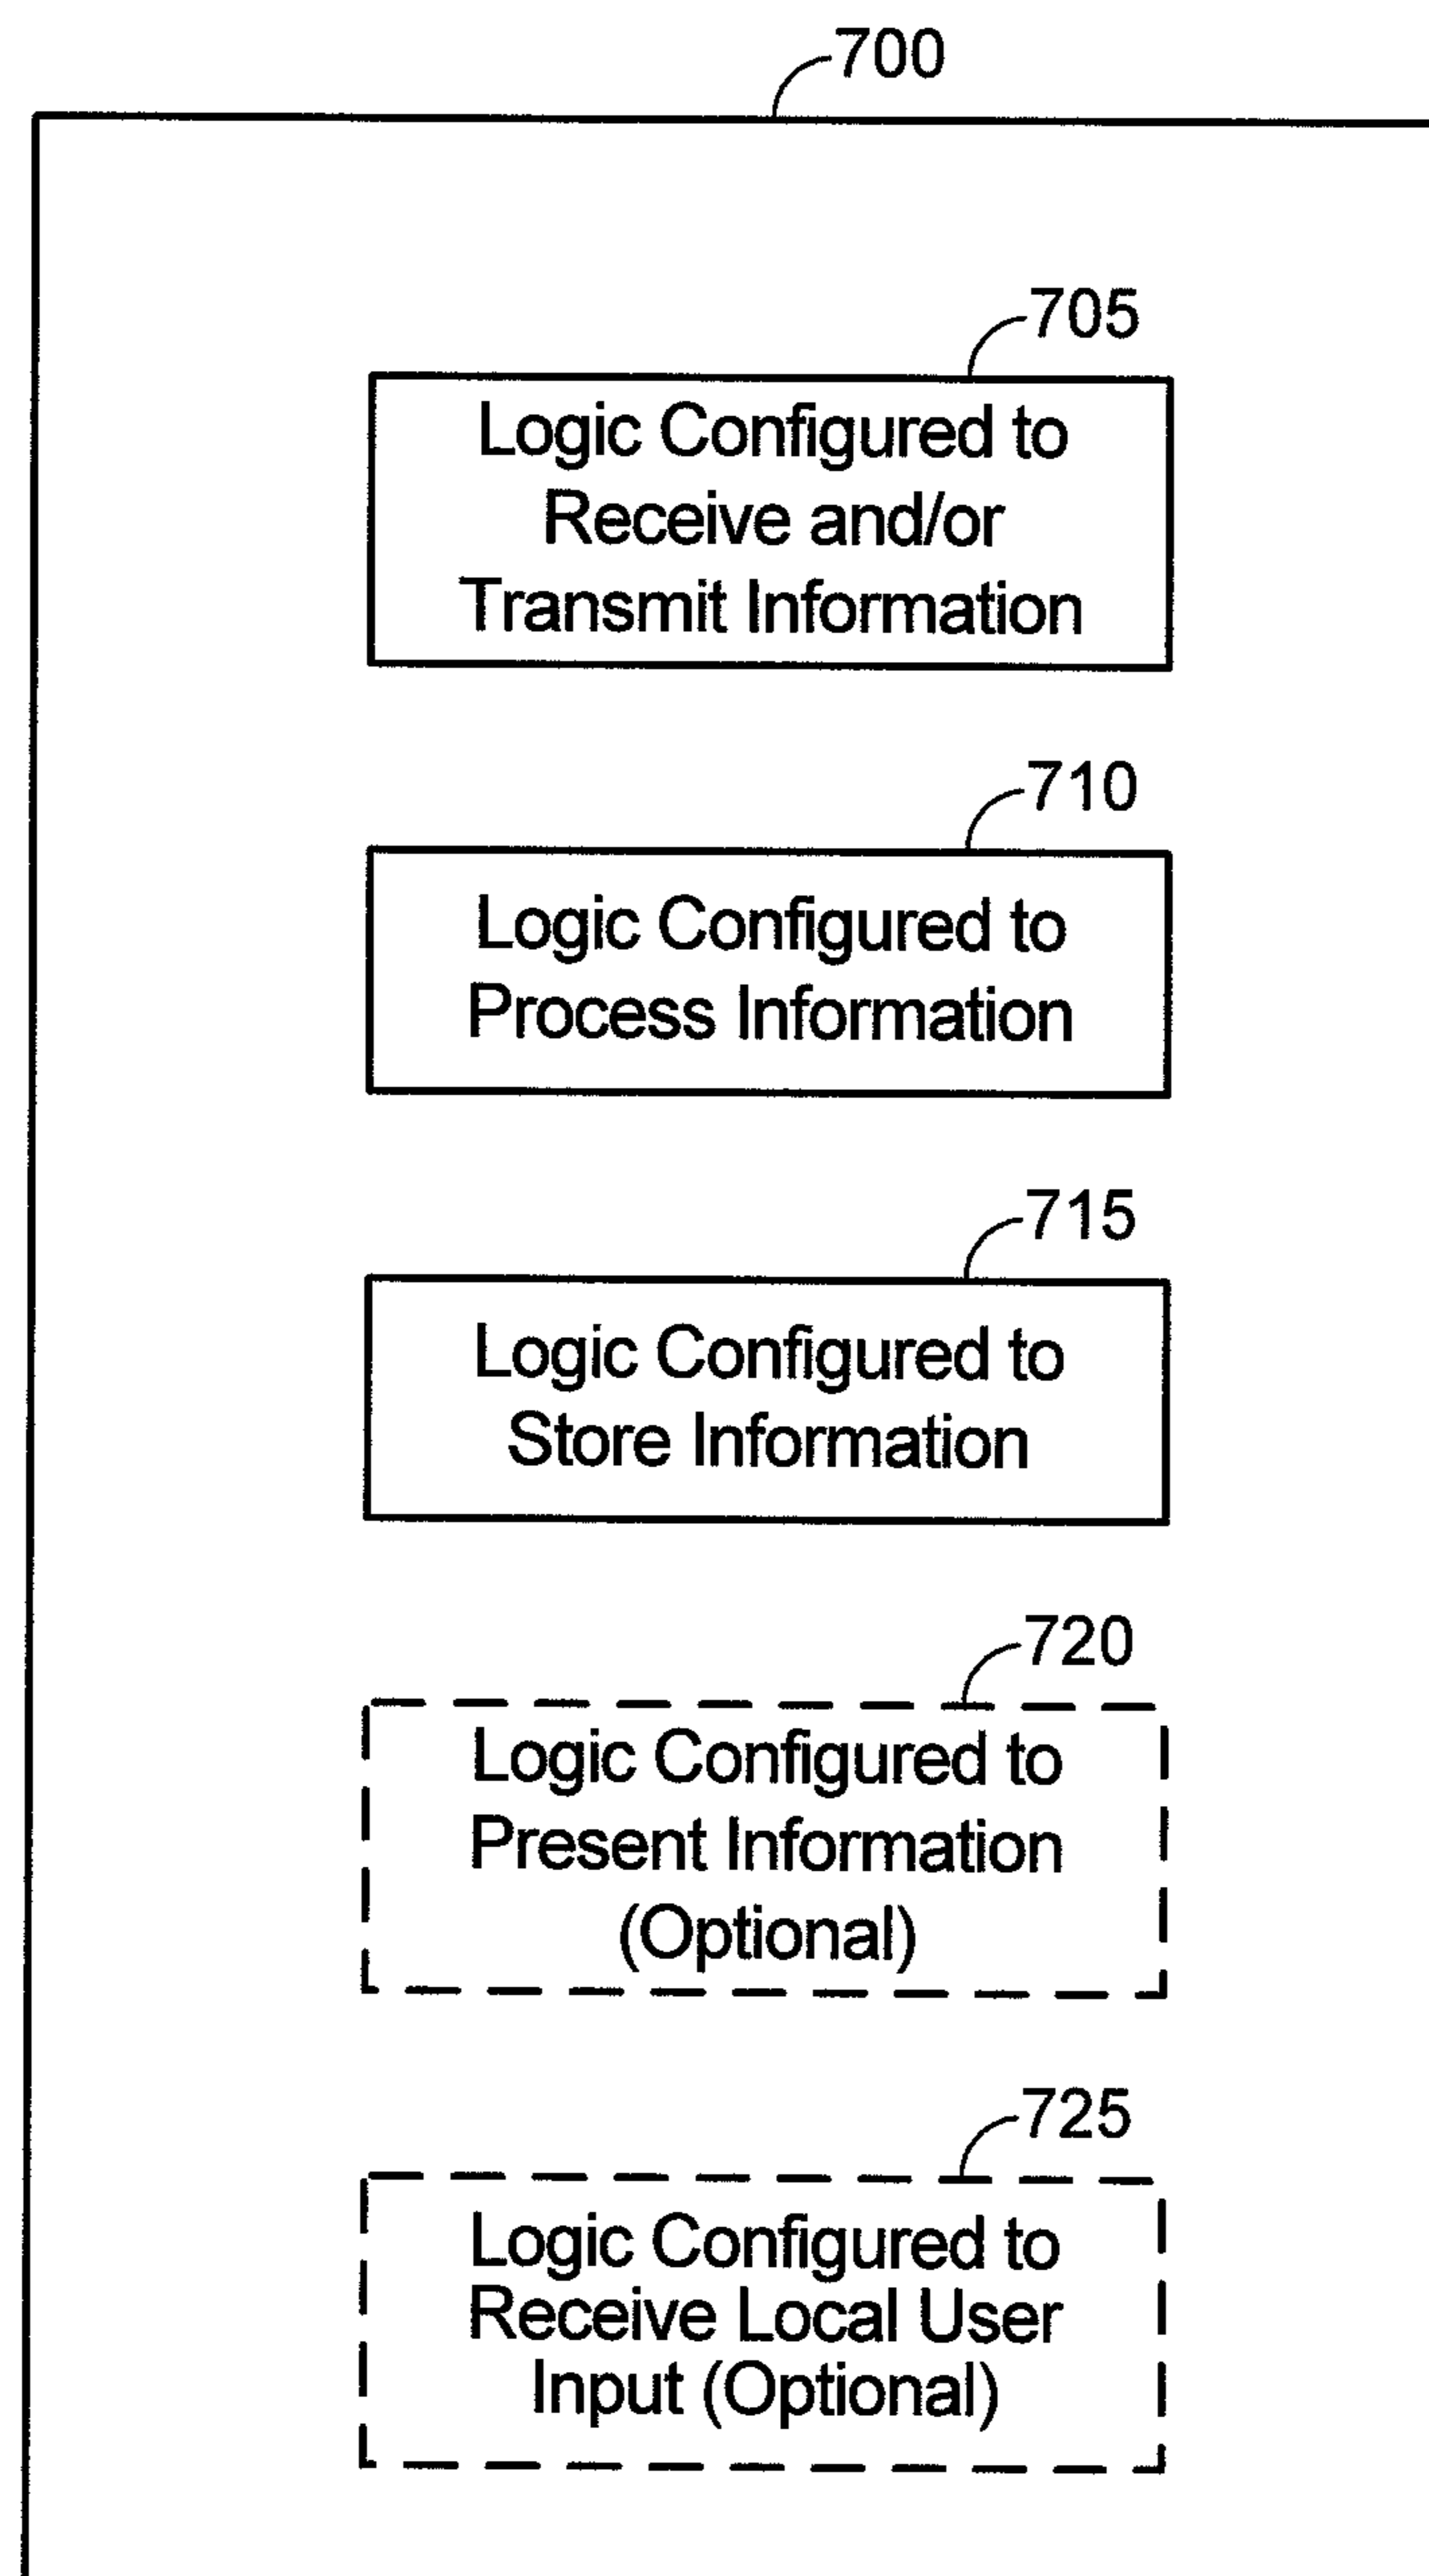 700
705
Logic Configured to
Receive and/or
Transmit Information
710
Logic Configured to
Process Information
715
Logic Configured to
Store Information
720
Logic Configured to
Present Information
(Optional)
725
Logic Configured to
Receive Local User
Input (Optional)